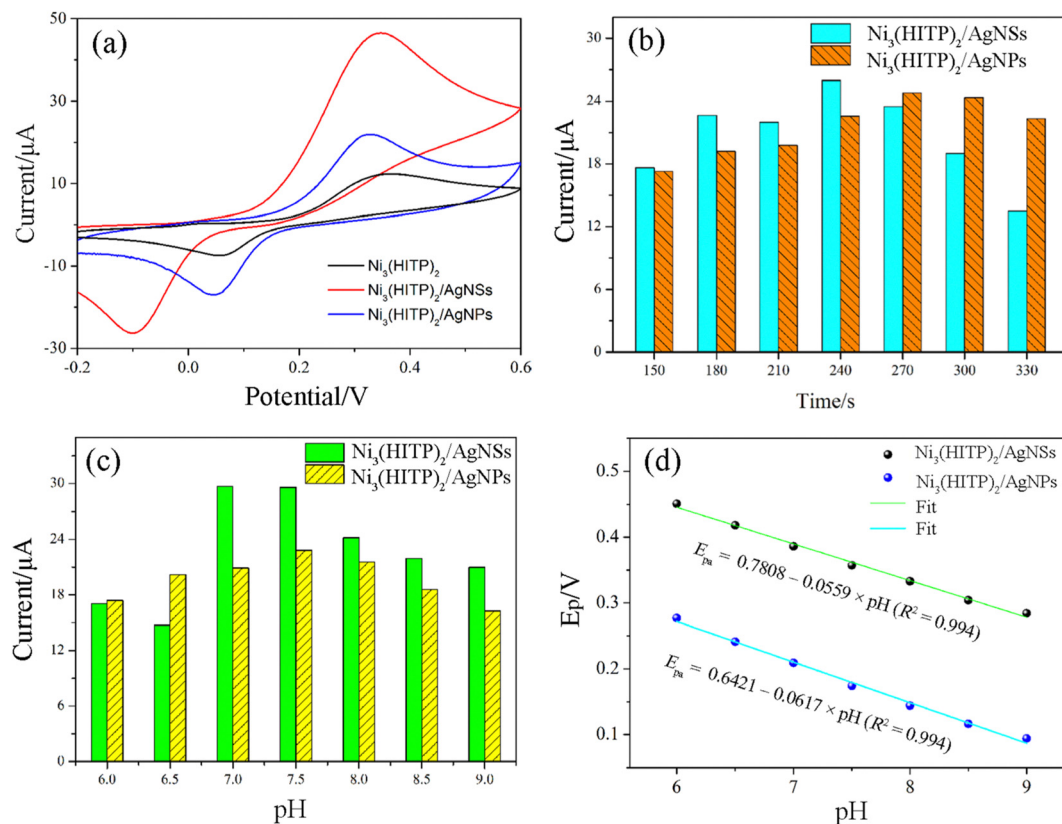 (a)
50
30
10
-10
-30
Current/μA
-0.2 0.0 0.2 0.4 0.6
Potential/V
Ni₃(HITP)₂
Ni₃(HITP)₂/AgNSs
Ni₃(HITP)₂/AgNPs
(b)
30
24
18
12
6
0
Current/μA
150 180 210 240 270 300 330
Time/s
Ni₃(HITP)₂/AgNSs
Ni₃(HITP)₂/AgNPs
(c)
30
24
18
12
6
0
Current/μA
6.0 6.5 7.0 7.5 8.0 8.5 9.0
pH
Ni₃(HITP)₂/AgNSs
Ni₃(HITP)₂/AgNPs
(d)
0.5
0.4
0.3
0.2
0.1
Ep/V
6 7 8 9
pH
Ni₃(HITP)₂/AgNSs
Ni₃(HITP)₂/AgNPs
Fit
Fit
Eₚₐ = 0.7808 − 0.0559 × pH (R² = 0.994)
Eₚₐ = 0.6421 − 0.0617 × pH (R² = 0.994)